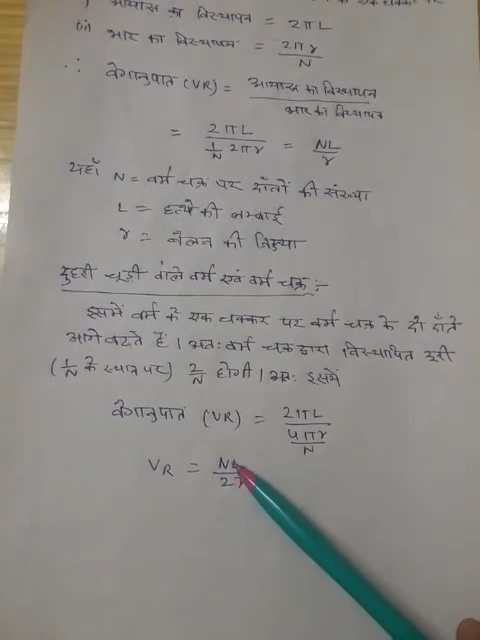 i) आयास का विस्थापन = 2πL
(ii) भार का विस्थापन = 2πr/N
∴ वेगानुपात (VR) = आयास का विस्थापन / भार का विस्थापन
= 2πL / 1/N 2πr = NL/r
यहाँ N = वर्म चक्र पर दाँतों की संख्या
L = हत्थे की लम्बाई
r = बेलन की त्रिज्या
दुहरी चूड़ी वाले वर्म एवं वर्म चक्र :-
इसमें वर्म के एक चक्कर पर वर्म चक्र के दो दाँते
आगे बढते हैं। अतः वर्म चक्र द्वारा विस्थापित दूरी
(1/N के स्थान पर) 2/N होगी। अतः इसमें
वेगानुपात (VR) = 2πL / 4πr/N
VR = NL/2r